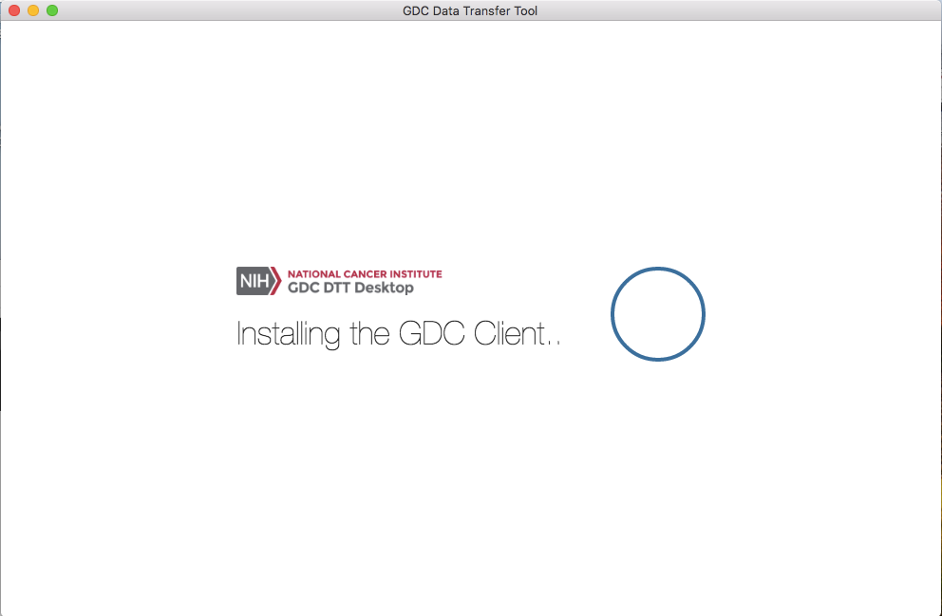 GDC Data Transfer Tool
NIH
NATIONAL CANCER INSTITUTE
GDC DTT Desktop
Installing the GDC Client..